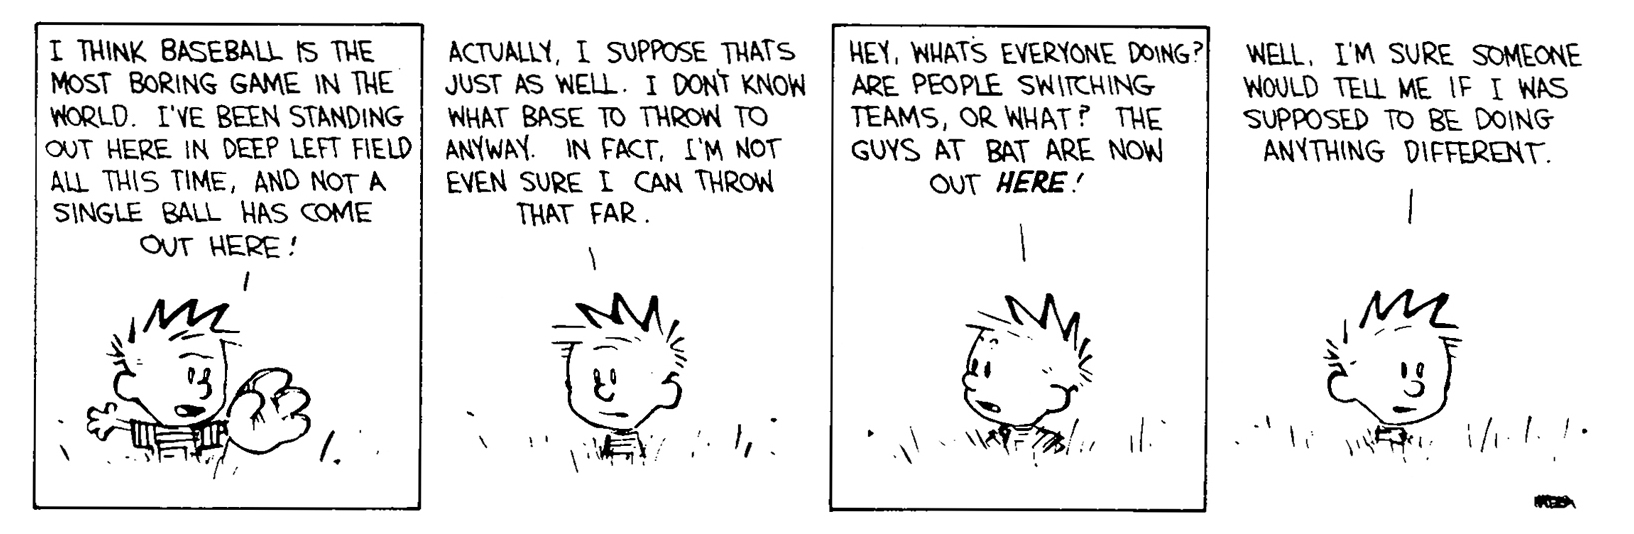 I THINK BASEBALL IS THE
MOST BORING GAME IN THE
WORLD. I'VE BEEN STANDING
OUT HERE IN DEEP LEFT FIELD
ALL THIS TIME, AND NOT A
SINGLE BALL HAS COME
OUT HERE!
ACTUALLY, I SUPPOSE THAT'S
JUST AS WELL. I DON'T KNOW
WHAT BASE TO THROW TO
ANYWAY. IN FACT, I'M NOT
EVEN SURE I CAN THROW
THAT FAR.
HEY, WHAT'S EVERYONE DOING?
ARE PEOPLE SWITCHING
TEAMS, OR WHAT? THE
GUYS AT BAT ARE NOW
OUT HERE!
WELL, I'M SURE SOMEONE
WOULD TELL ME IF I WAS
SUPPOSED TO BE DOING
ANYTHING DIFFERENT.